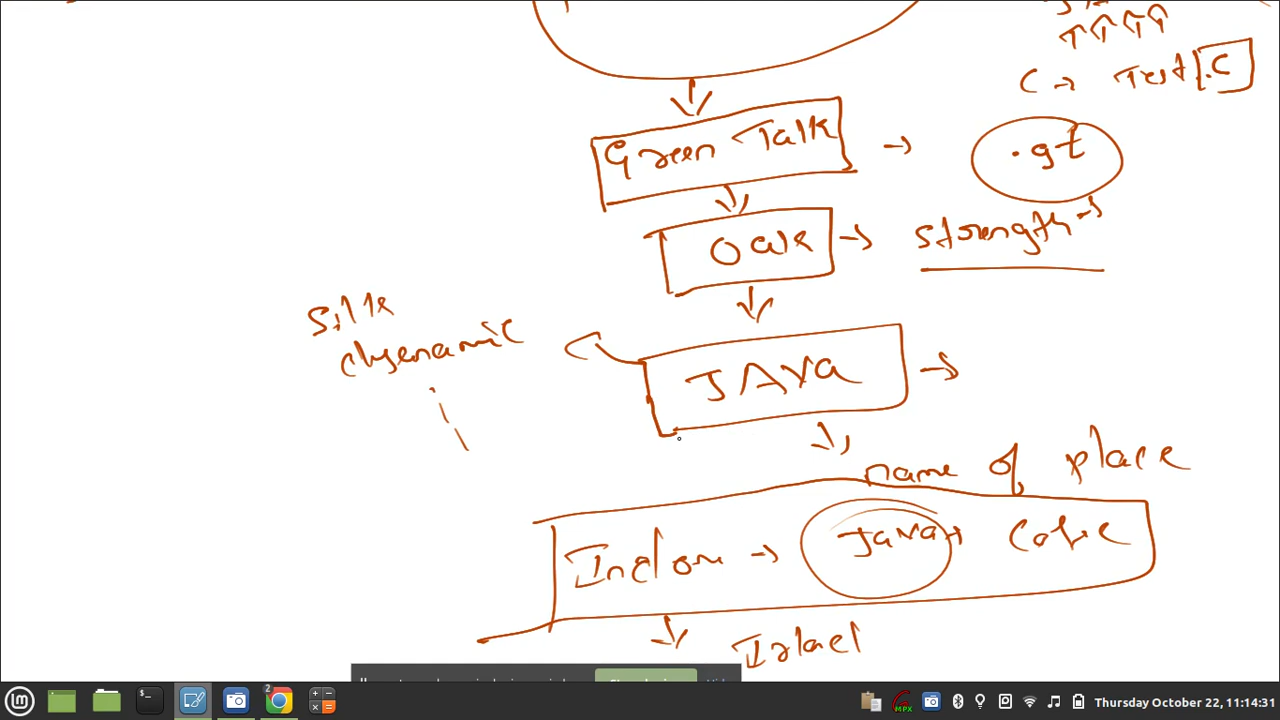 C → Test .C
Green Talk → .gt
Oak → strength →
silk
dyenamic
JAVA →
name of place
Indon → Java → Cofe
Island
Thursday October 22, 11:14:31